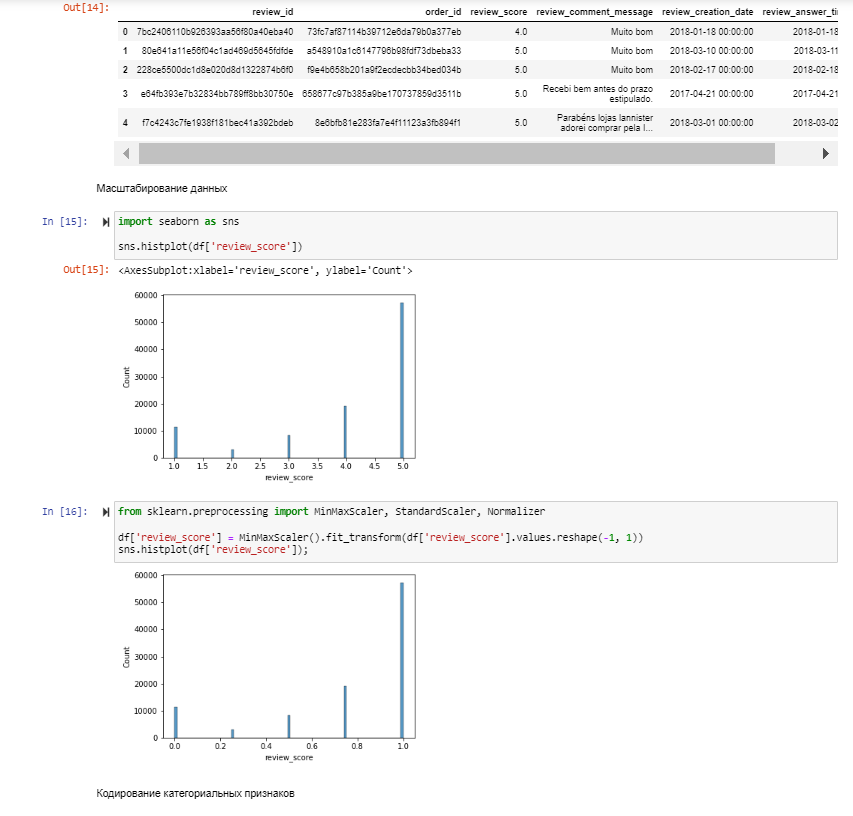 Out[14]:
review_id order_id review_score review_comment_message review_creation_date review_answer_ti
0 7bc2406110b926393aa56f80a40eba40 73fc7af87114b39712e6da79b0a377eb 4.0 Muito bom 2018-01-18 00:00:00 2018-01-18
1 80e641a11e56f04c1ad469d5645fdfde a548910a1c6147796b98fdf73dbeba33 5.0 Muito bom 2018-03-10 00:00:00 2018-03-11
2 228ce5500dc1d8e020d8d1322874b6f0 f9e4b658b201a9f2ecdecbb34bed034b 5.0 Muito bom 2018-02-17 00:00:00 2018-02-18
3 e64fb393e7b32834bb789ff8bb30750e 658677c97b385a9be170737859d3511b 5.0 Recebi bem antes do prazo estipulado. 2017-04-21 00:00:00 2017-04-21
4 f7c4243c7fe1938f181bec41a392bdeb 8e6bfb81e283fa7e4f11123a3fb894f1 5.0 Parabéns lojas lannister adorei comprar pela I... 2018-03-01 00:00:00 2018-03-02
Масштабирование данных
In [15]:
import seaborn as sns
sns.histplot(df['review_score'])
Out[15]: <AxesSubplot:xlabel='review_score', ylabel='Count'>
60000
50000
40000
30000
20000
10000
0
Count
1.0 1.5 2.0 2.5 3.0 3.5 4.0 4.5 5.0
review_score
In [16]:
from sklearn.preprocessing import MinMaxScaler, StandardScaler, Normalizer
df['review_score'] = MinMaxScaler().fit_transform(df['review_score'].values.reshape(-1, 1))
sns.histplot(df['review_score']);
60000
50000
40000
30000
20000
10000
0
Count
0.0 0.2 0.4 0.6 0.8 1.0
review_score
Кодирование категориальных признаков